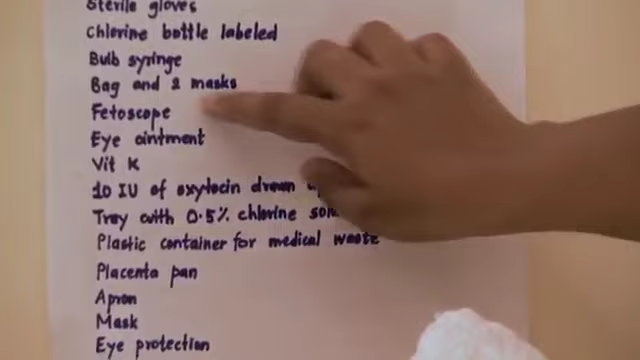 Sterile gloves
Chlorine bottle labeled
Bulb syringe
Bag and 2 masks
Fetoscope
Eye ointment
Vit K
10 IU of oxytocin drawn
Tray with 0.5% chlorine
Plastic container for medical waste
Placenta pan
Apron
Mask
Eye protection